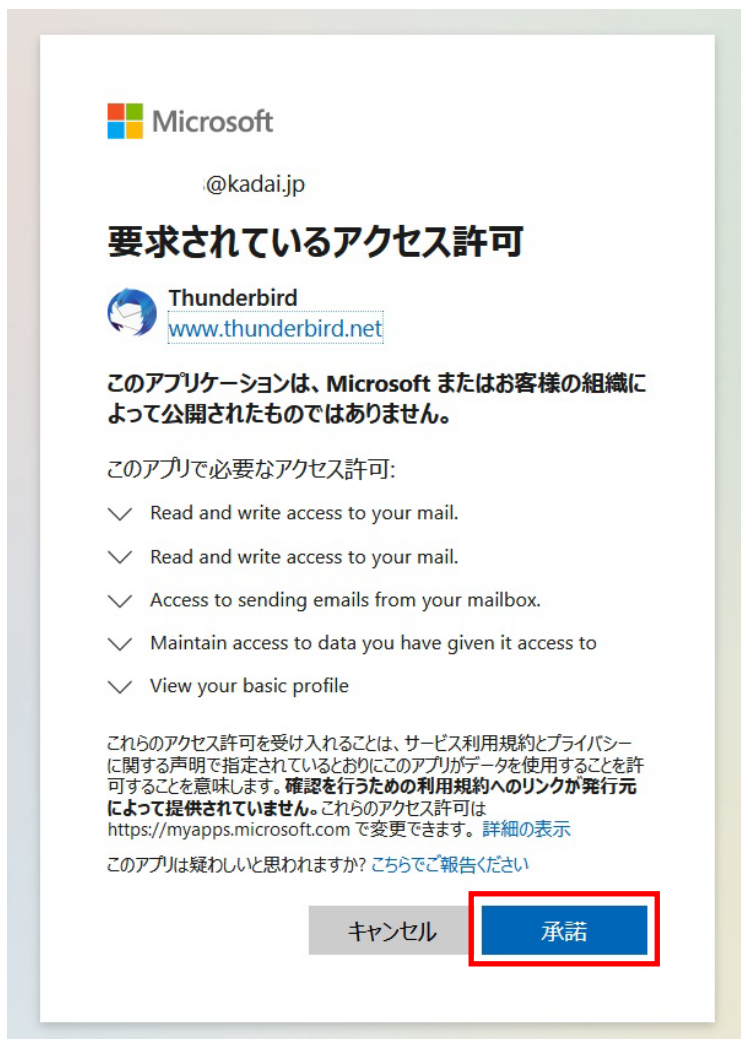 Microsoft
@kadai.jp
要求されているアクセス許可
Thunderbird
www.thunderbird.net
このアプリケーションは、Microsoft またはお客様の組織に
よって公開されたものではありません。
このアプリで必要なアクセス許可:
Read and write access to your mail.
Read and write access to your mail.
Access to sending emails from your mailbox.
Maintain access to data you have given it access to
View your basic profile
これらのアクセス許可を受け入れることは、サービス利用規約とプライバシー
に関する声明で指定されているとおりにこのアプリがデータを使用することを許
可することを意味します。確認を行うための利用規約へのリンクが発行元
によって提供されていません。これらのアクセス許可は
https://myapps.microsoft.com で変更できます。詳細の表示
このアプリは疑わしいと思われますか? こちらでご報告ください
キャンセル 承諾